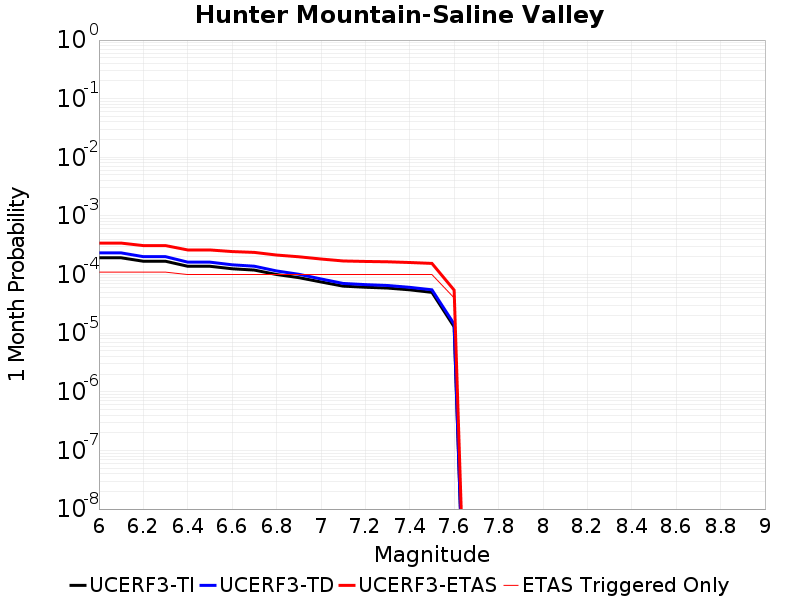 Hunter Mountain-Saline Valley
1 Month Probability
10^0
10^-1
10^-2
10^-3
10^-4
10^-5
10^-6
10^-7
10^-8
6 6.2 6.4 6.6 6.8 7 7.2 7.4 7.6 7.8 8 8.2 8.4 8.6 8.8 9
Magnitude
UCERF3-TI UCERF3-TD UCERF3-ETAS ETAS Triggered Only